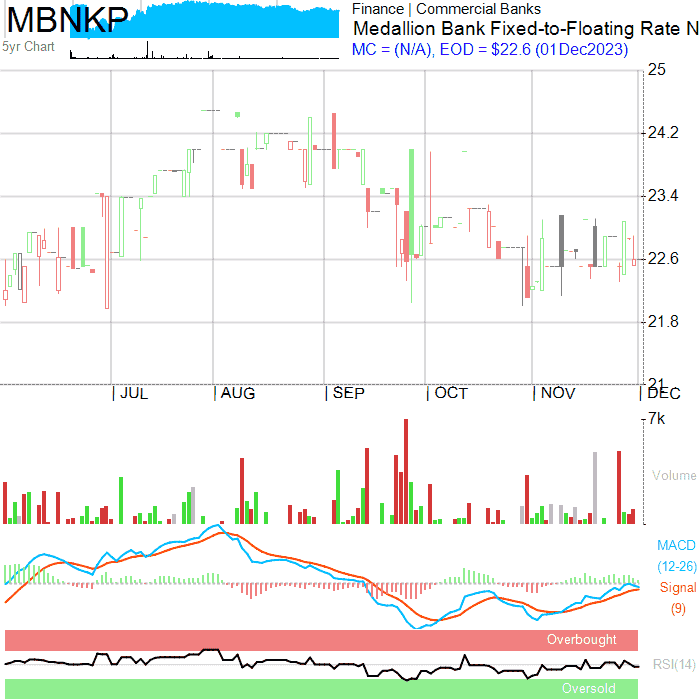 MBNKP
5yr Chart
Finance | Commercial Banks
Medallion Bank Fixed-to-Floating Rate N
MC = (N/A), EOD = $22.6 (01Dec2023)
25
24.2
23.4
22.6
21.8
21
| JUL | AUG | SEP | OCT | NOV | DEC
7k
Volume
MACD
(12-26)
Signal
(9)
Overbought
RSI(14)
Oversold